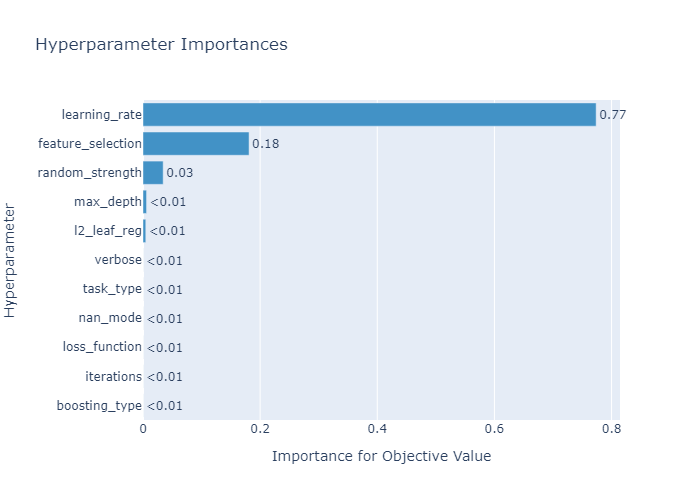 Hyperparameter Importances
Hyperparameter
learning_rate 0.77
feature_selection 0.18
random_strength 0.03
max_depth <0.01
l2_leaf_reg <0.01
verbose <0.01
task_type <0.01
nan_mode <0.01
loss_function <0.01
iterations <0.01
boosting_type <0.01
0 0.2 0.4 0.6 0.8
Importance for Objective Value